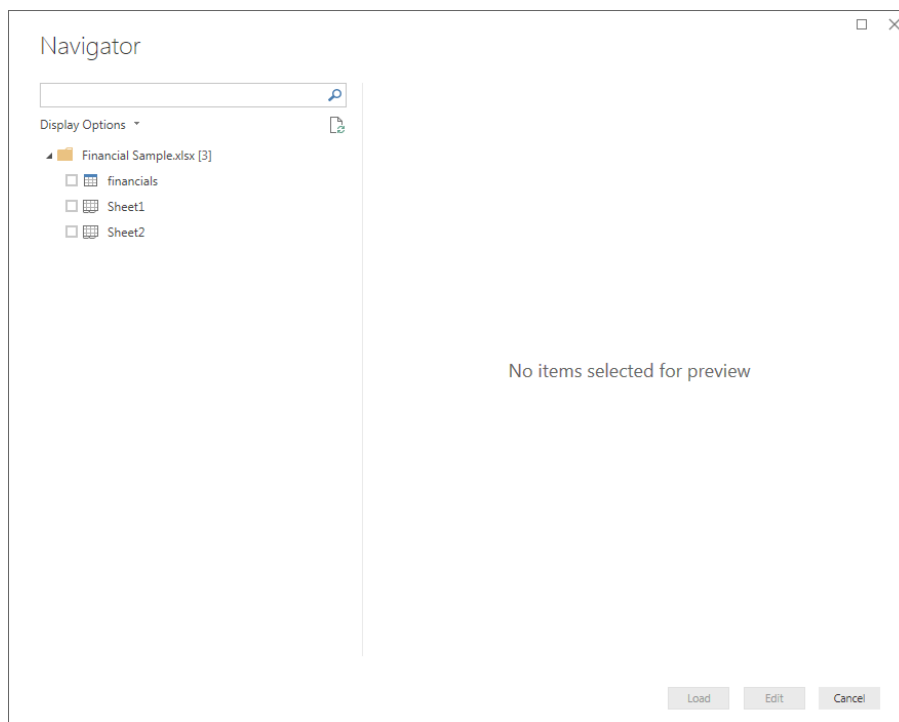 Navigator
Display Options
Financial Sample.xlsx [3]
financials
Sheet1
Sheet2
No items selected for preview
Load Edit Cancel